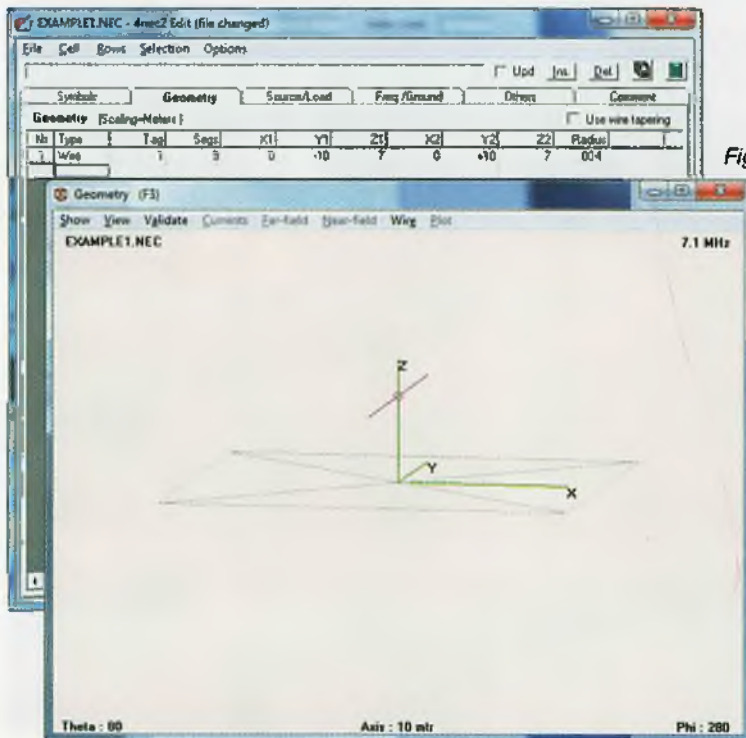 EXAMPLE1.NEC - 4nec2 Edit (file changed)
File Cell Rows Selection Options
Upd Ins. Del.
Symbols Geometry Source/Load Freq./Ground Others Comment
Geometry (Scaling=Meters) Use wire tapering
Nr Type Tag Segs X1 Y1 Z1 X2 Y2 Z2 Radius
1 Wire 1 9 0 -10 7 0 +10 7 .004
Fig
Geometry (F3)
Show View Validate Currents Far-field Near-field Wire Plot
EXAMPLE1.NEC 7.1 MHz
Z
Y
X
Theta : 80 Axis : 10 mtr Phi : 280